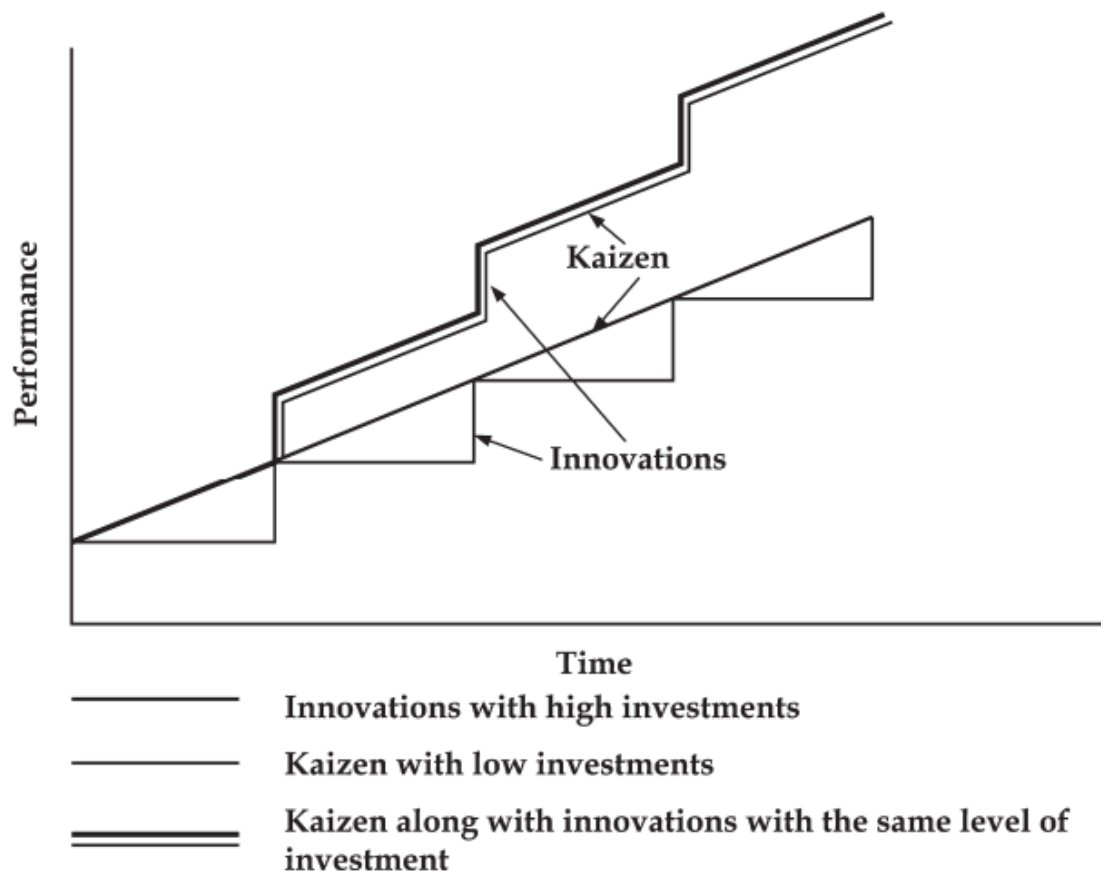 Performance
Kaizen
Innovations
Time
Innovations with high investments
Kaizen with low investments
Kaizen along with innovations with the same level of
investment